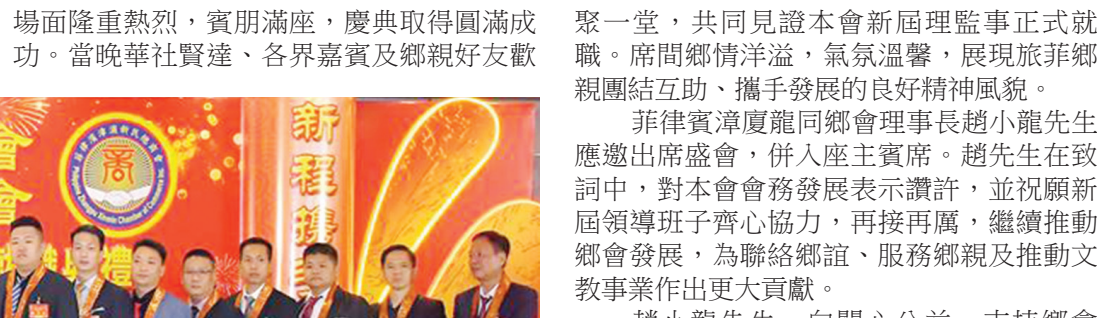 場面隆重熱烈，賓朋滿座，慶典取得圓滿成
功。當晚華社賢達、各界嘉賓及鄉親好友歡
會
會
新
程
携
商
禮
聚一堂，共同見證本會新屆理監事正式就
職。席間鄉情洋溢，氣氛溫馨，展現旅菲鄉
親團結互助、攜手發展的良好精神風貌。
菲律賓漳廈龍同鄉會理事長趙小龍先生
應邀出席盛會，併入座主賓席。趙先生在致
詞中，對本會會務發展表示讚許，並祝願新
屆領導班子齊心協力，再接再厲，繼續推動
鄉會發展，為聯絡鄉誼、服務鄉親及推動文
教事業作出更大貢獻。